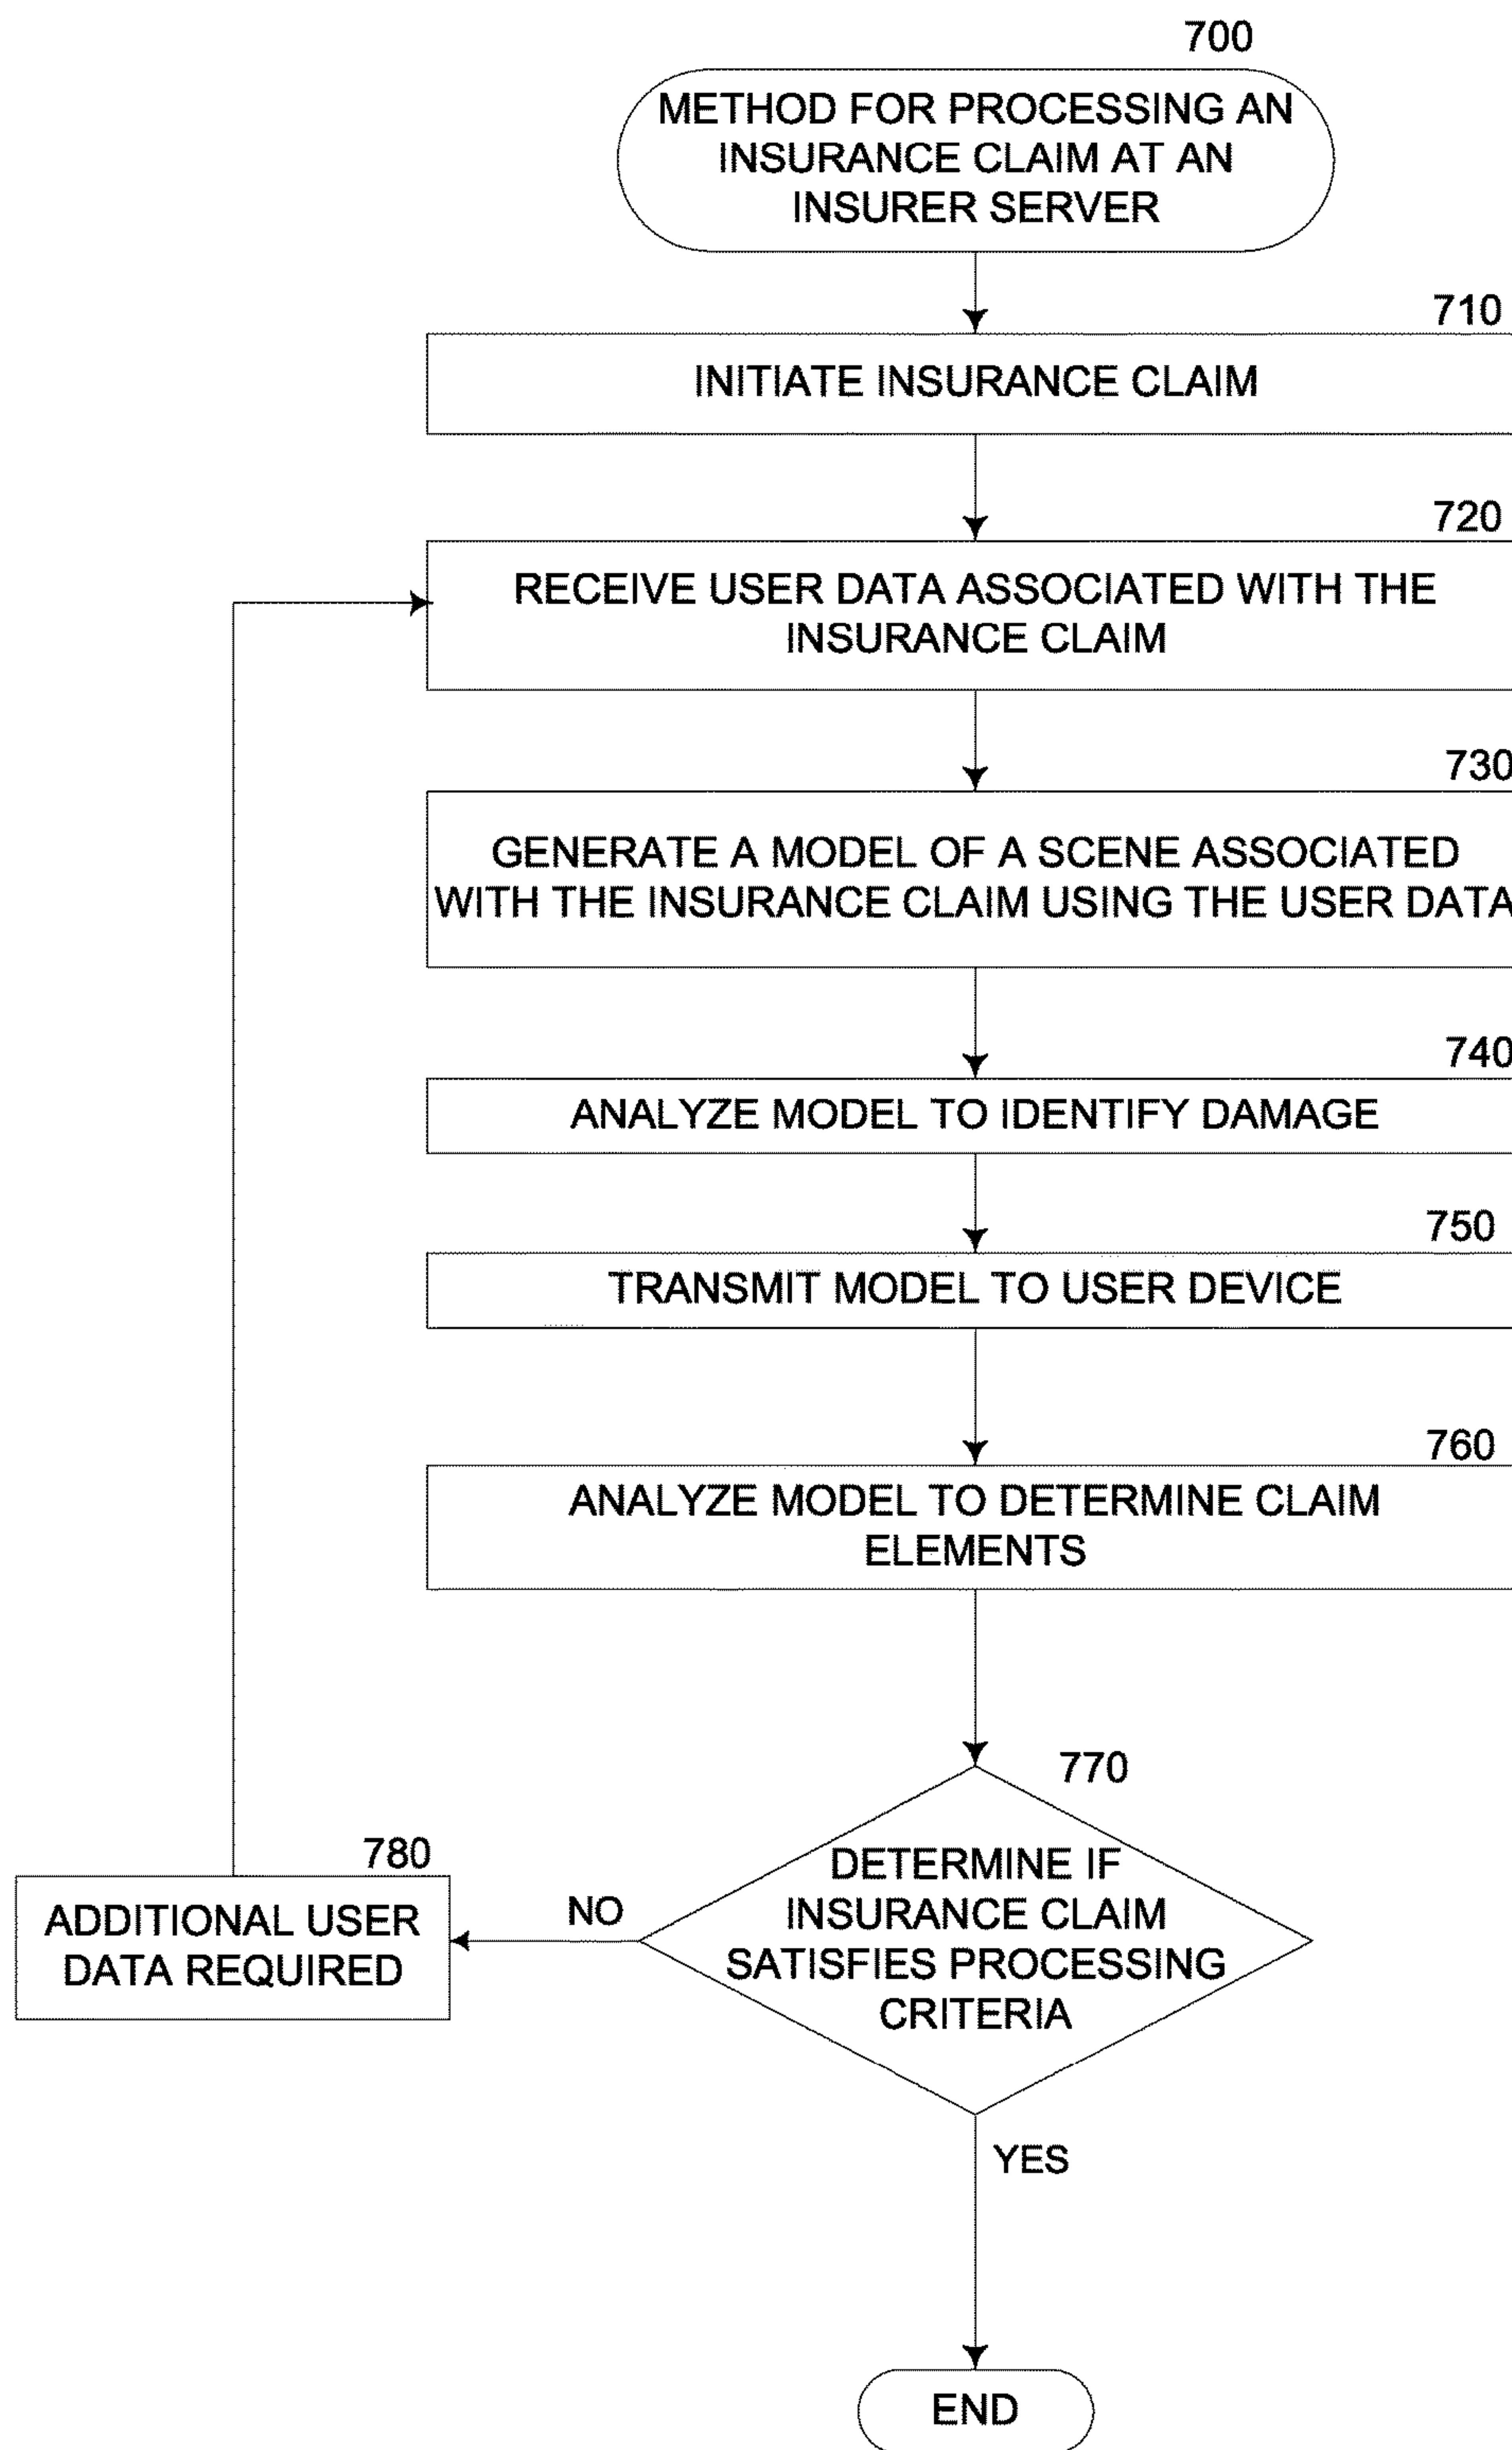 700
METHOD FOR PROCESSING AN
INSURANCE CLAIM AT AN
INSURER SERVER
710
INITIATE INSURANCE CLAIM
720
RECEIVE USER DATA ASSOCIATED WITH THE
INSURANCE CLAIM
730
GENERATE A MODEL OF A SCENE ASSOCIATED
WITH THE INSURANCE CLAIM USING THE USER DATA
740
ANALYZE MODEL TO IDENTIFY DAMAGE
750
TRANSMIT MODEL TO USER DEVICE
760
ANALYZE MODEL TO DETERMINE CLAIM
ELEMENTS
770
DETERMINE IF
INSURANCE CLAIM
SATISFIES PROCESSING
CRITERIA
NO
780
ADDITIONAL USER
DATA REQUIRED
YES
END